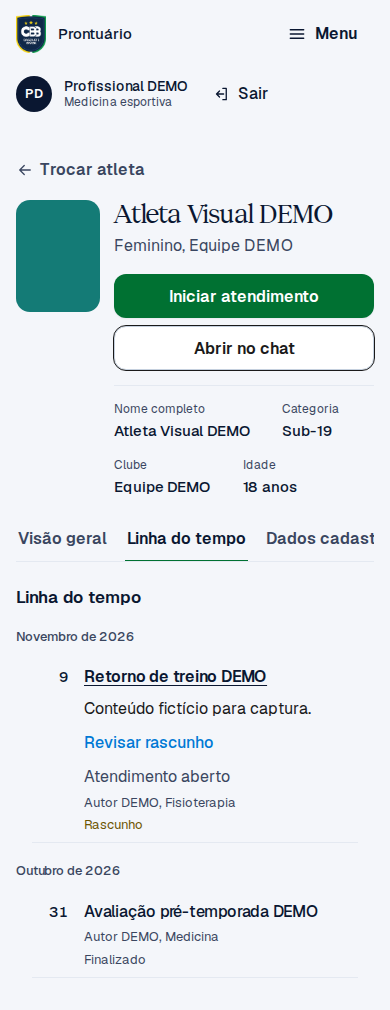 CBB
Prontuário
Menu
PD
Profissional DEMO
Medicina esportiva
Sair
Trocar atleta
Atleta Visual DEMO
Feminino, Equipe DEMO
Iniciar atendimento
Abrir no chat
Nome completo
Categoria
Atleta Visual DEMO
Sub-19
Clube
Idade
Equipe DEMO
18 anos
Visão geral
Linha do tempo
Dados cadast
Linha do tempo
Novembro de 2026
9
Retorno de treino DEMO
Conteúdo fictício para captura.
Revisar rascunho
Atendimento aberto
Autor DEMO, Fisioterapia
Rascunho
Outubro de 2026
31
Avaliação pré-temporada DEMO
Autor DEMO, Medicina
Finalizado